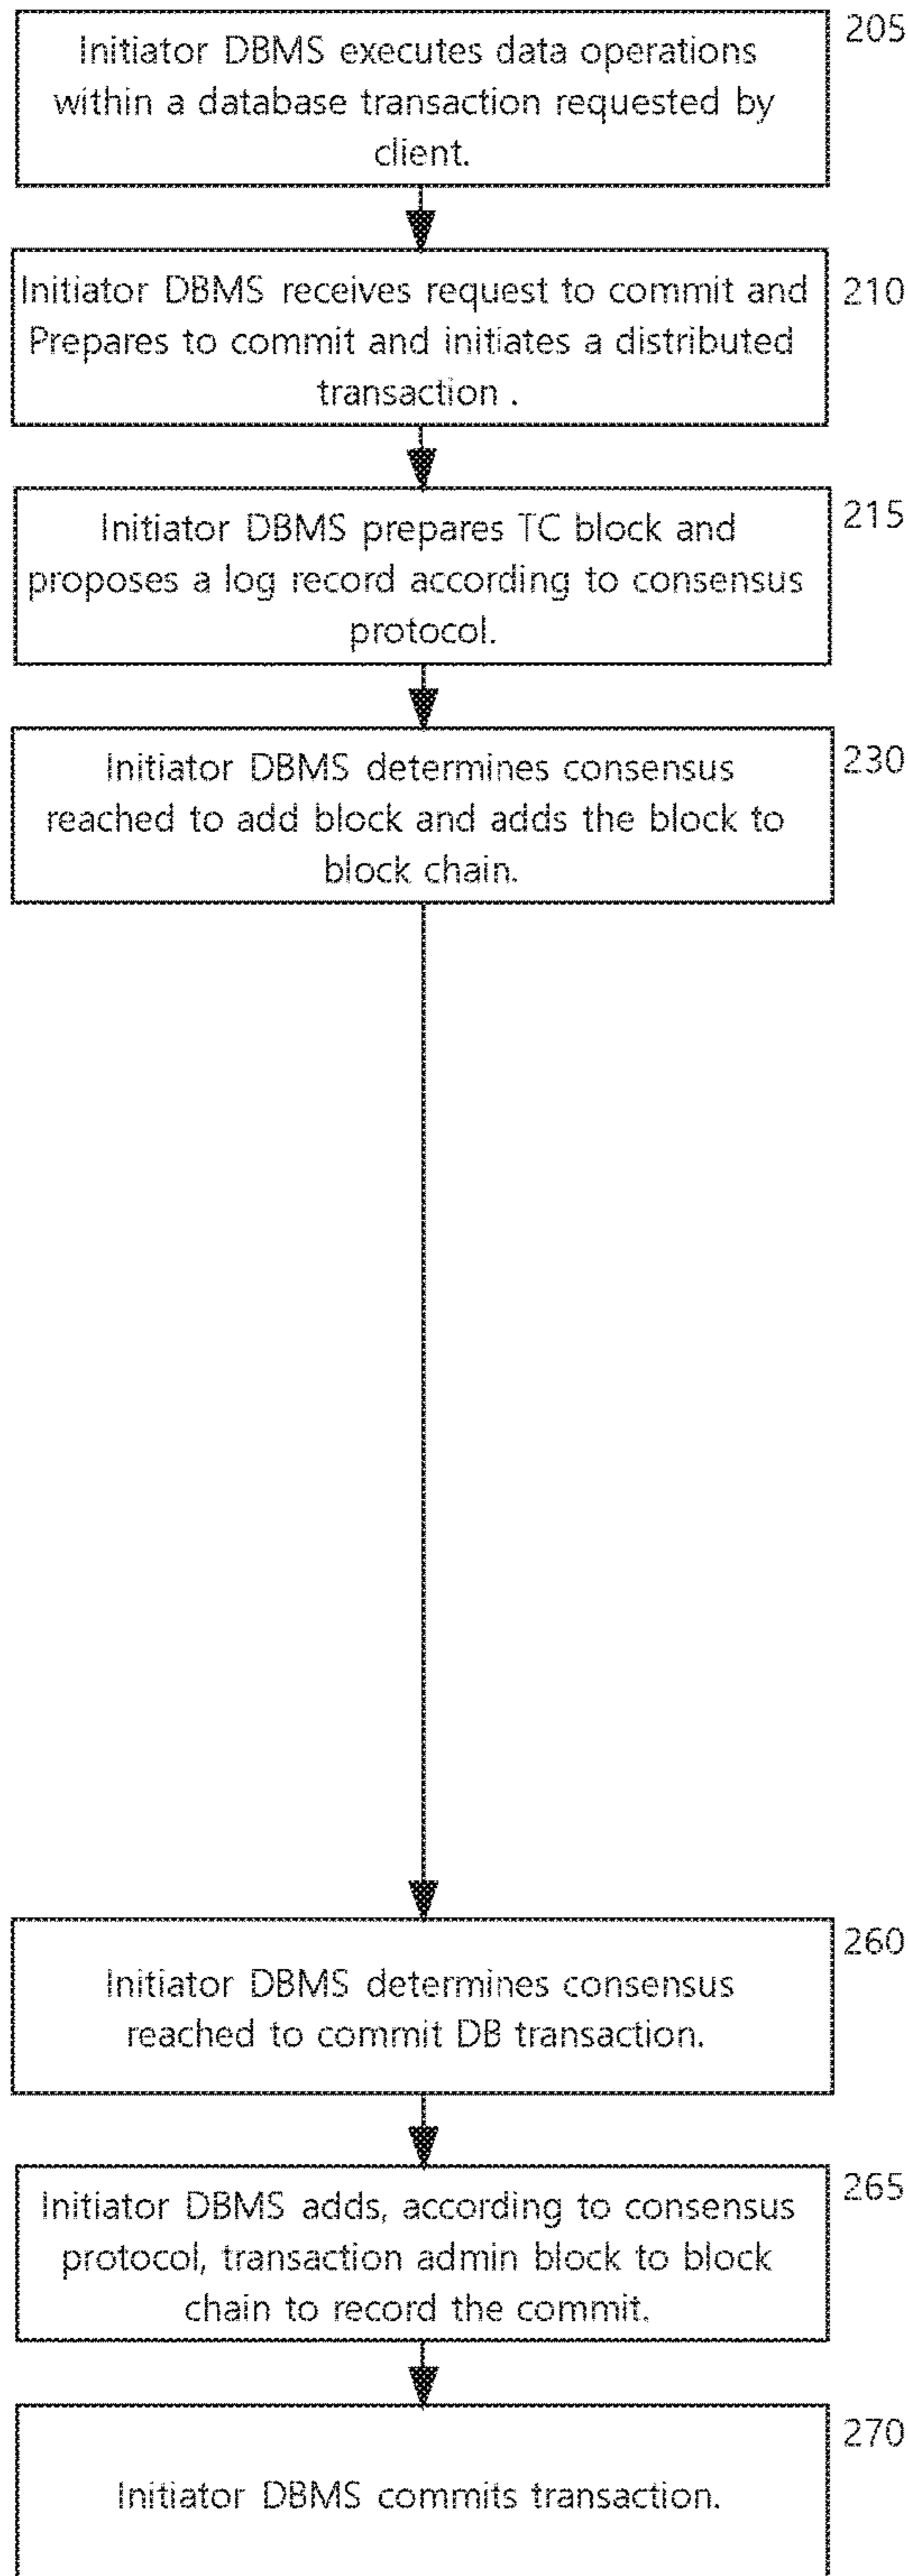 Initiator DBMS executes data operations
within a database transaction requested by
client.
205
Initiator DBMS receives request to commit and
Prepares to commit and initiates a distributed
transaction .
210
Initiator DBMS prepares TC block and
proposes a log record according to consensus
protocol.
215
Initiator DBMS determines consensus
reached to add block and adds the block to
block chain.
230
Initiator DBMS determines consensus
reached to commit DB transaction.
260
Initiator DBMS adds, according to consensus
protocol, transaction admin block to block
chain to record the commit.
265
Initiator DBMS commits transaction.
270